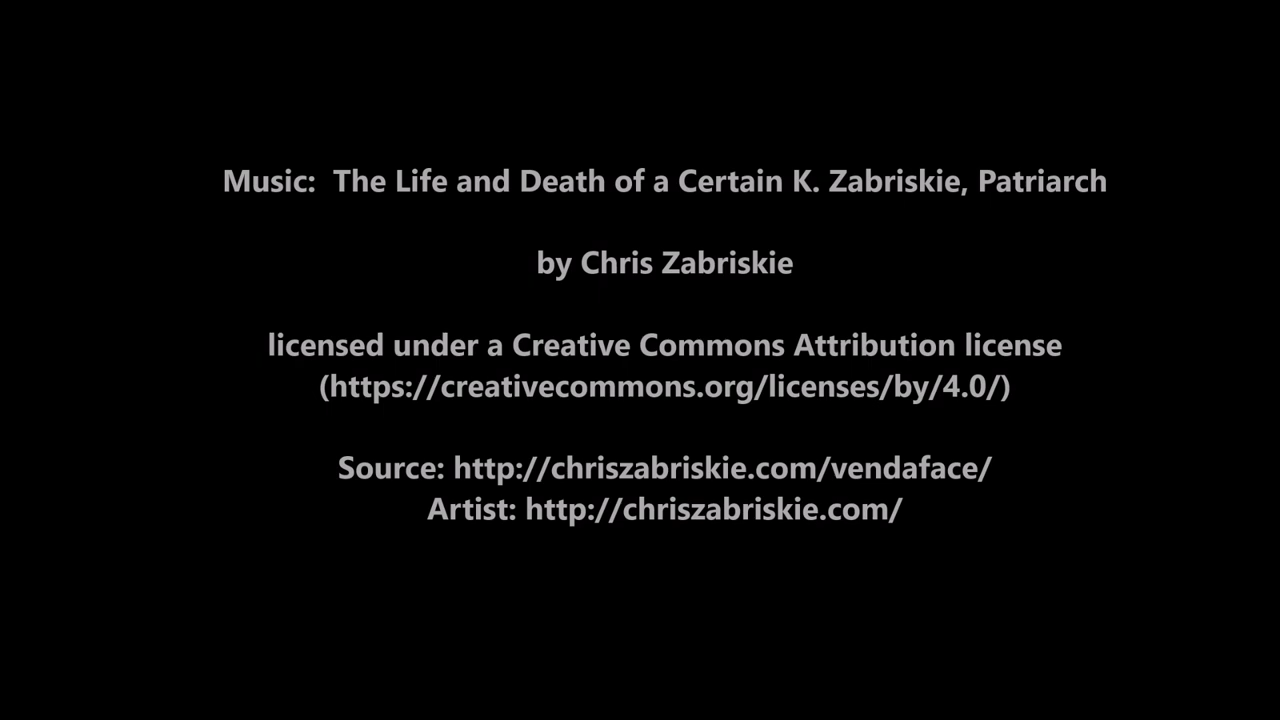 Music:  The Life and Death of a Certain K. Zabriskie, Patriarch
by Chris Zabriskie
licensed under a Creative Commons Attribution license
(https://creativecommons.org/licenses/by/4.0/)
Source: http://chriszabriskie.com/vendaface/
Artist: http://chriszabriskie.com/